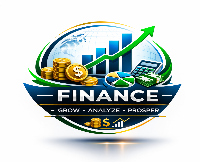 $
FINANCE
GROW - ANALYZE - PROSPER
$